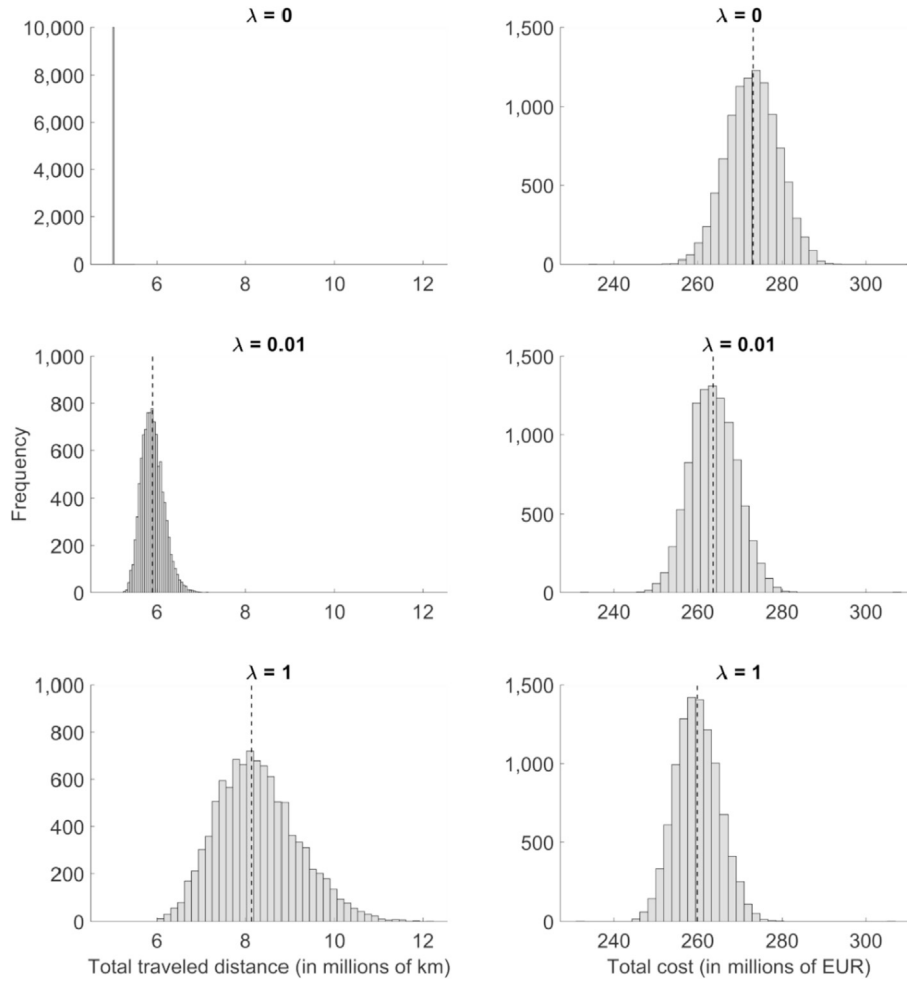 λ = 0
10,000
8,000
6,000
4,000
2,000
0
6 8 10 12
λ = 0
1,500
1,000
500
0
240 260 280 300
λ = 0.01
1,000
800
600
400
200
0
6 8 10 12
Frequency
λ = 0.01
1,500
1,000
500
0
240 260 280 300
λ = 1
1,000
800
600
400
200
0
6 8 10 12
Total traveled distance (in millions of km)
λ = 1
1,500
1,000
500
0
240 260 280 300
Total cost (in millions of EUR)